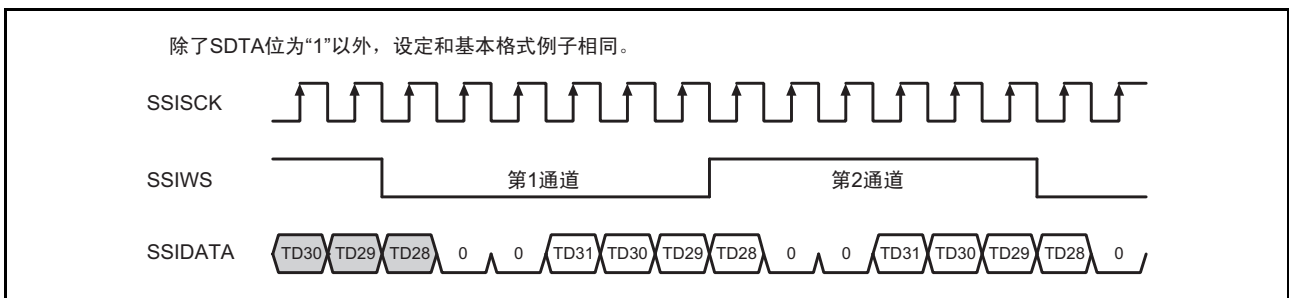 除了SDTA位为“1”以外，设定和基本格式例子相同。
SSISCK
SSIWS 第1通道 第2通道
SSIDATA TD30 TD29 TD28 0 0 TD31 TD30 TD29 TD28 0 0 TD31 TD30 TD29 TD28 0